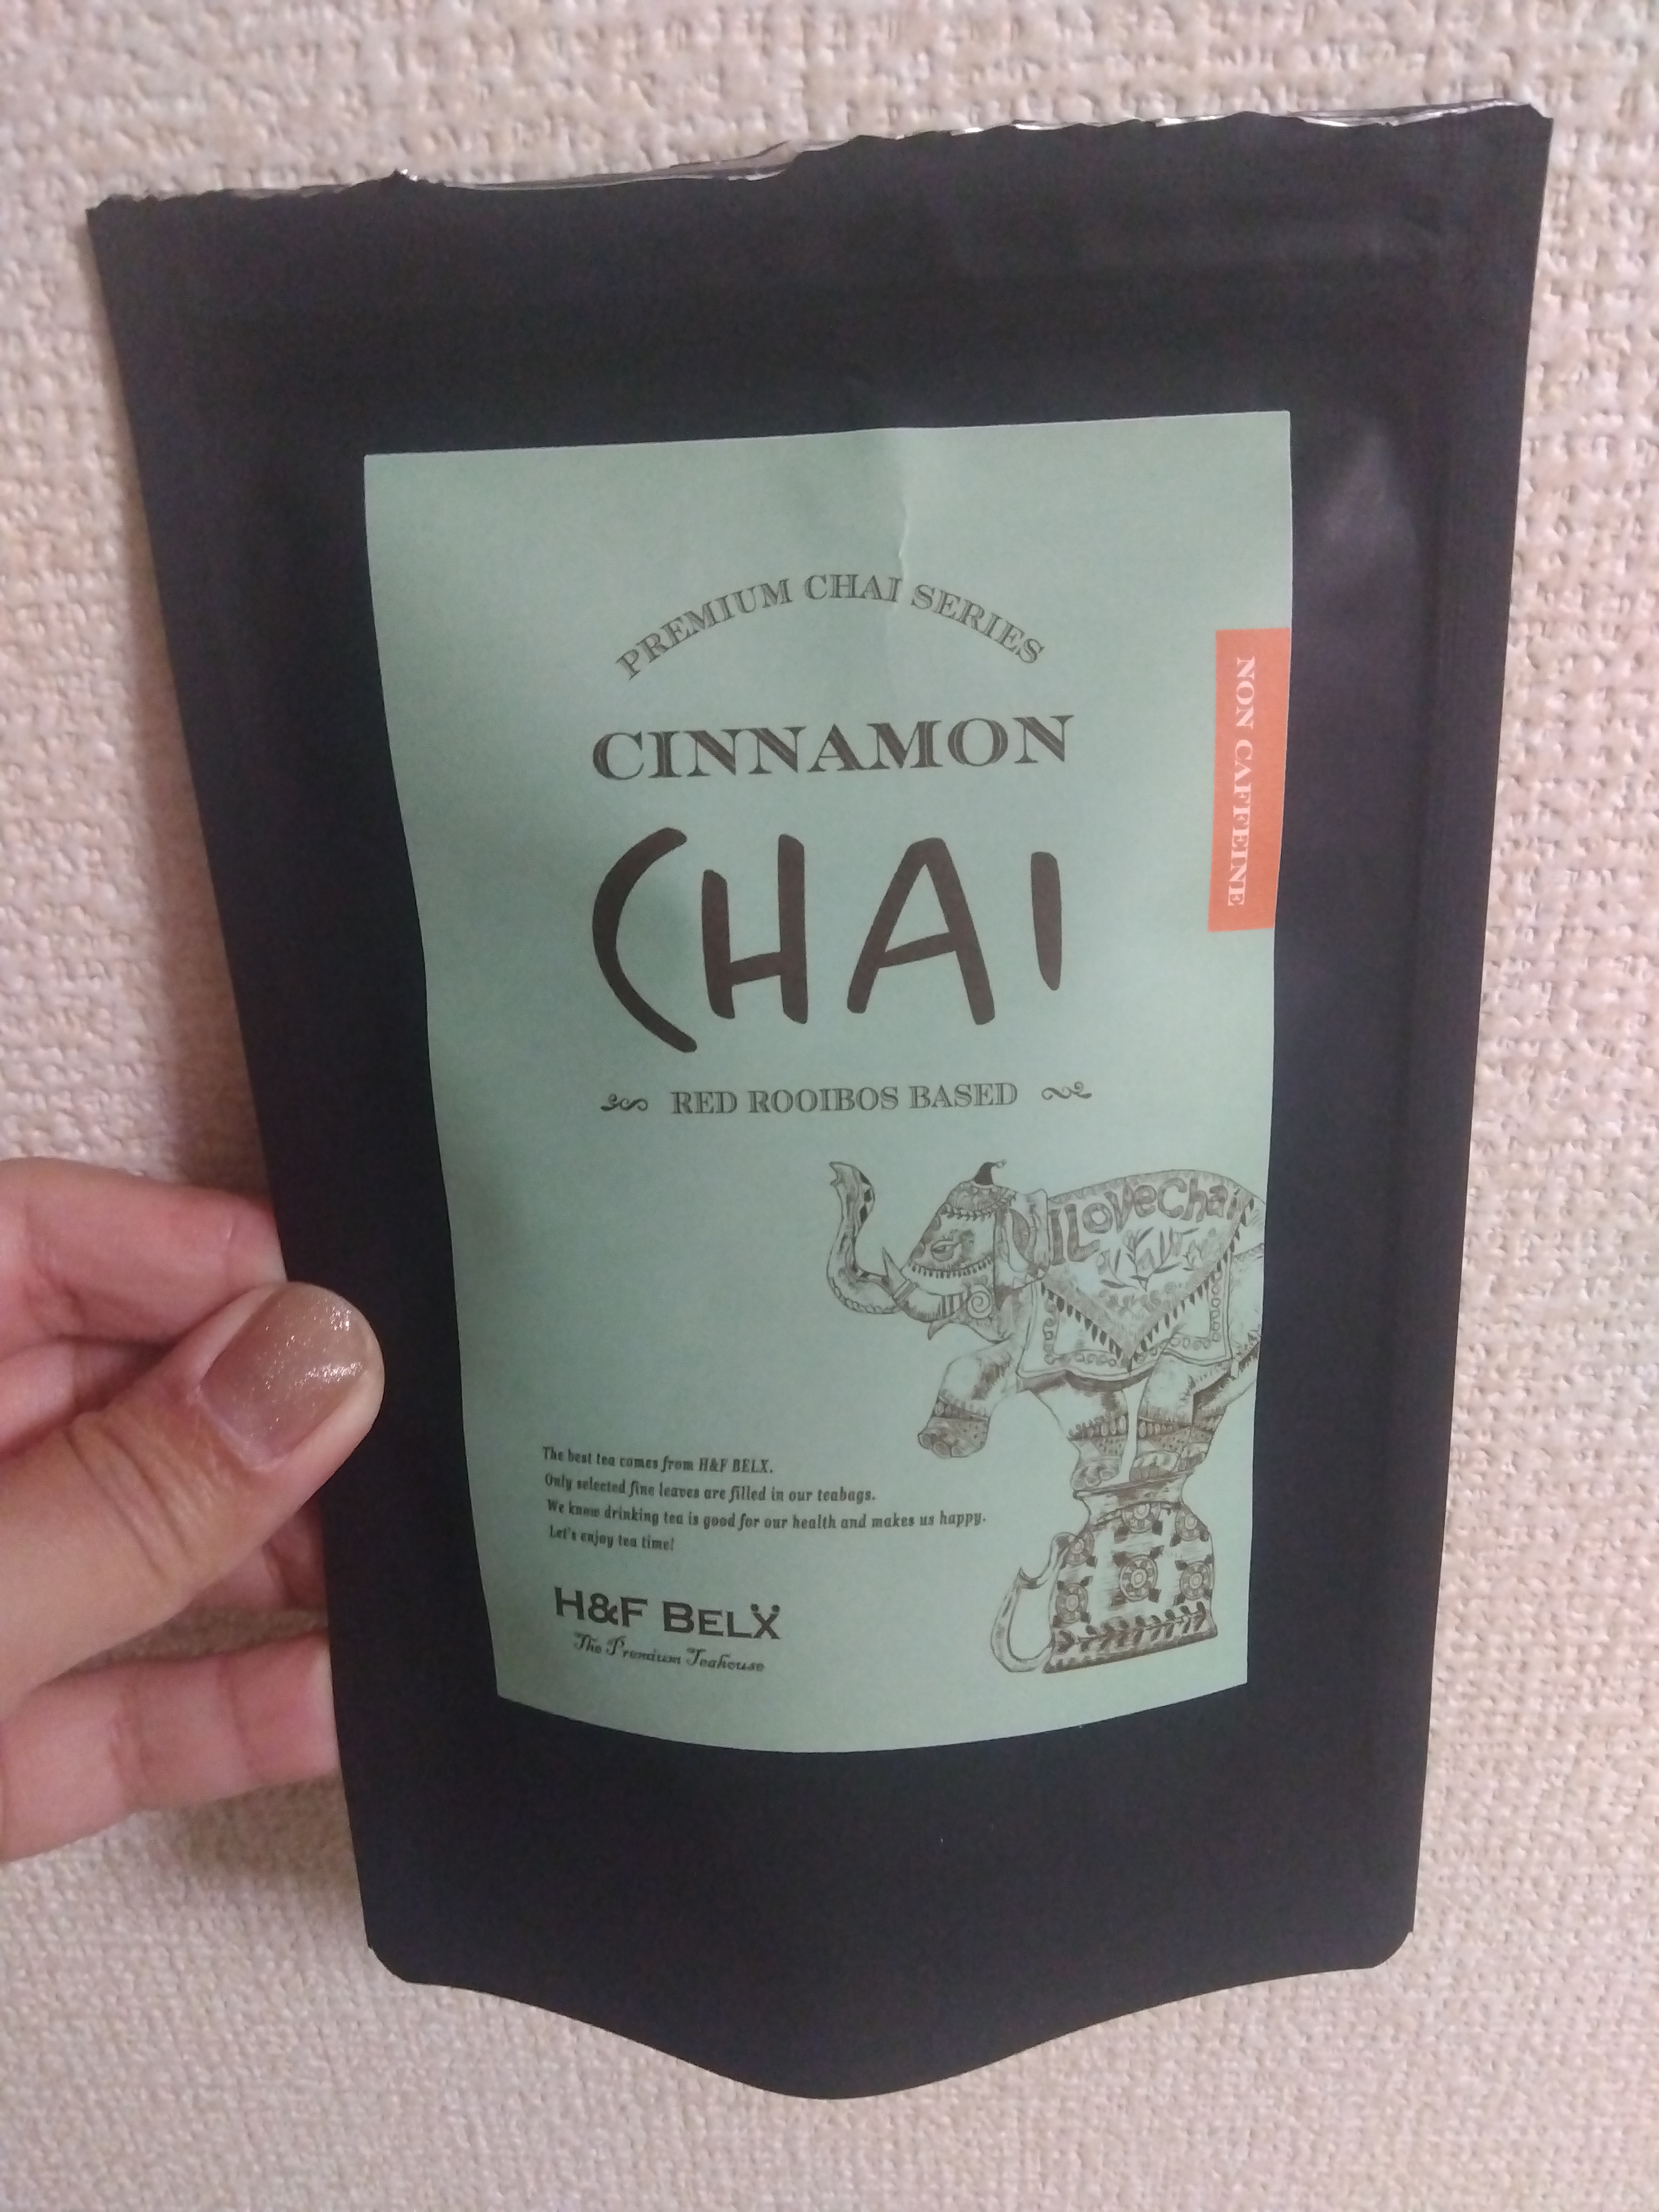 PREMIUM CHAI SERIES
CINNAMON
CHAI
NON CAFFEINE
RED ROOIBOS BASED
I Love Chai
The best tea comes from H&F BELX.
Only selected fine leaves are filled in our teabags.
We know drinking tea is good for our health and makes us happy.
Let's enjoy tea time!
H&F BELX
The Premium Teahouse